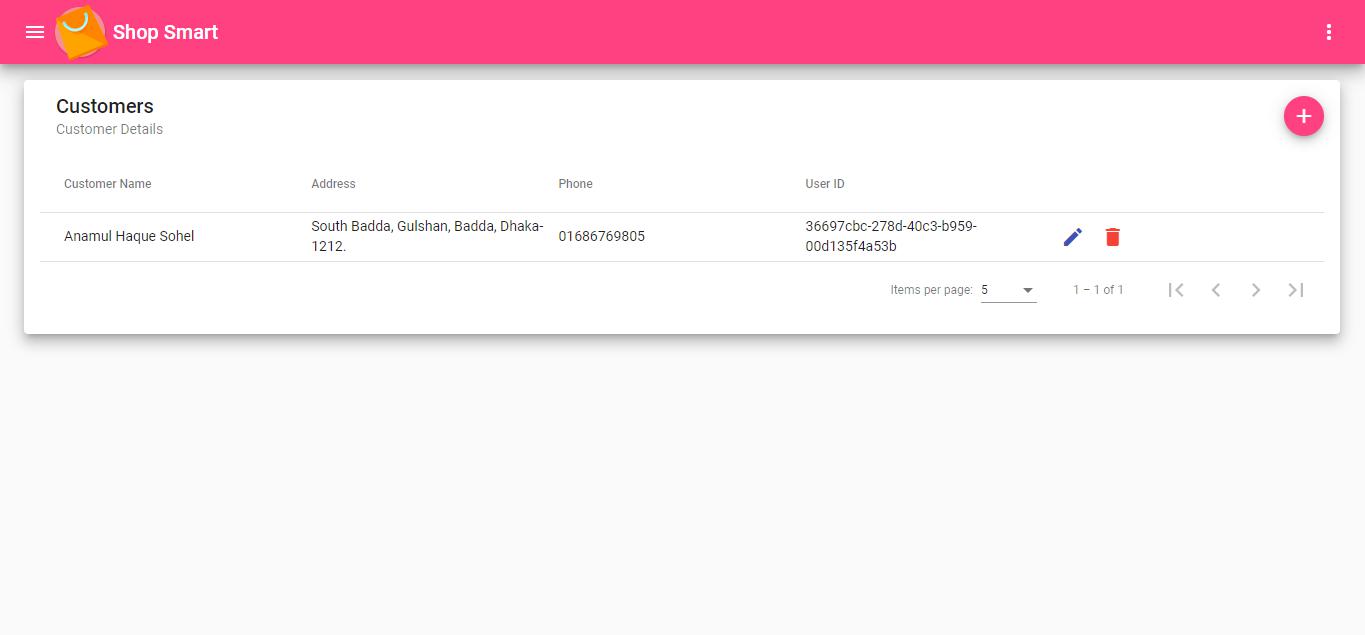 Shop Smart
Customers
Customer Details
Customer Name Address Phone User ID
Anamul Haque Sohel South Badda, Gulshan, Badda, Dhaka- 01686769805 36697cbc-278d-40c3-b959-
1212. 00d135f4a53b
Items per page: 5 1 – 1 of 1